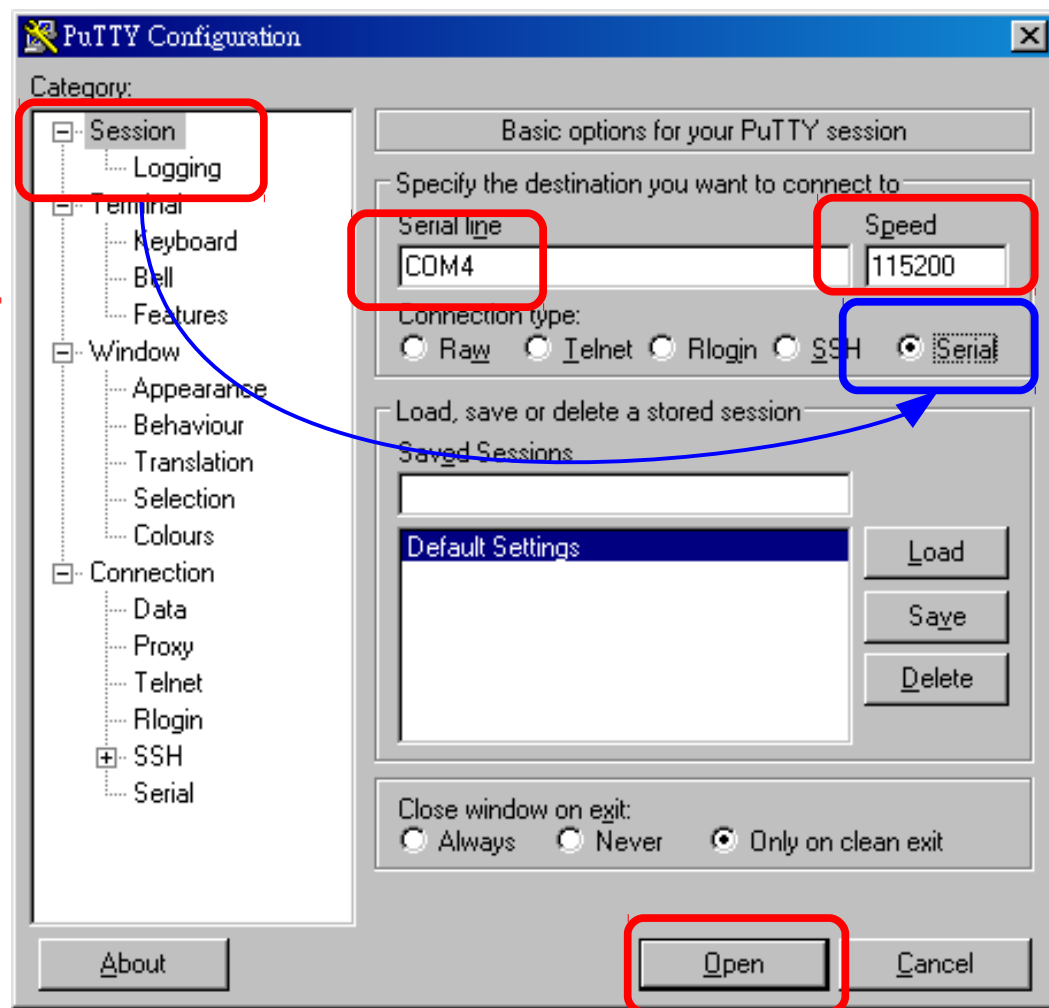 PuTTY Configuration
Category:
Session
Logging
Terminal
Keyboard
Bell
Features
Window
Appearance
Behaviour
Translation
Selection
Colours
Connection
Data
Proxy
Telnet
Rlogin
SSH
Serial
Basic options for your PuTTY session
Specify the destination you want to connect to
Serial line Speed
COM4 115200
Connection type:
Raw Telnet Rlogin SSH Serial
Load, save or delete a stored session
Saved Sessions
Default Settings
Load
Save
Delete
Close window on exit:
Always Never Only on clean exit
About Open Cancel